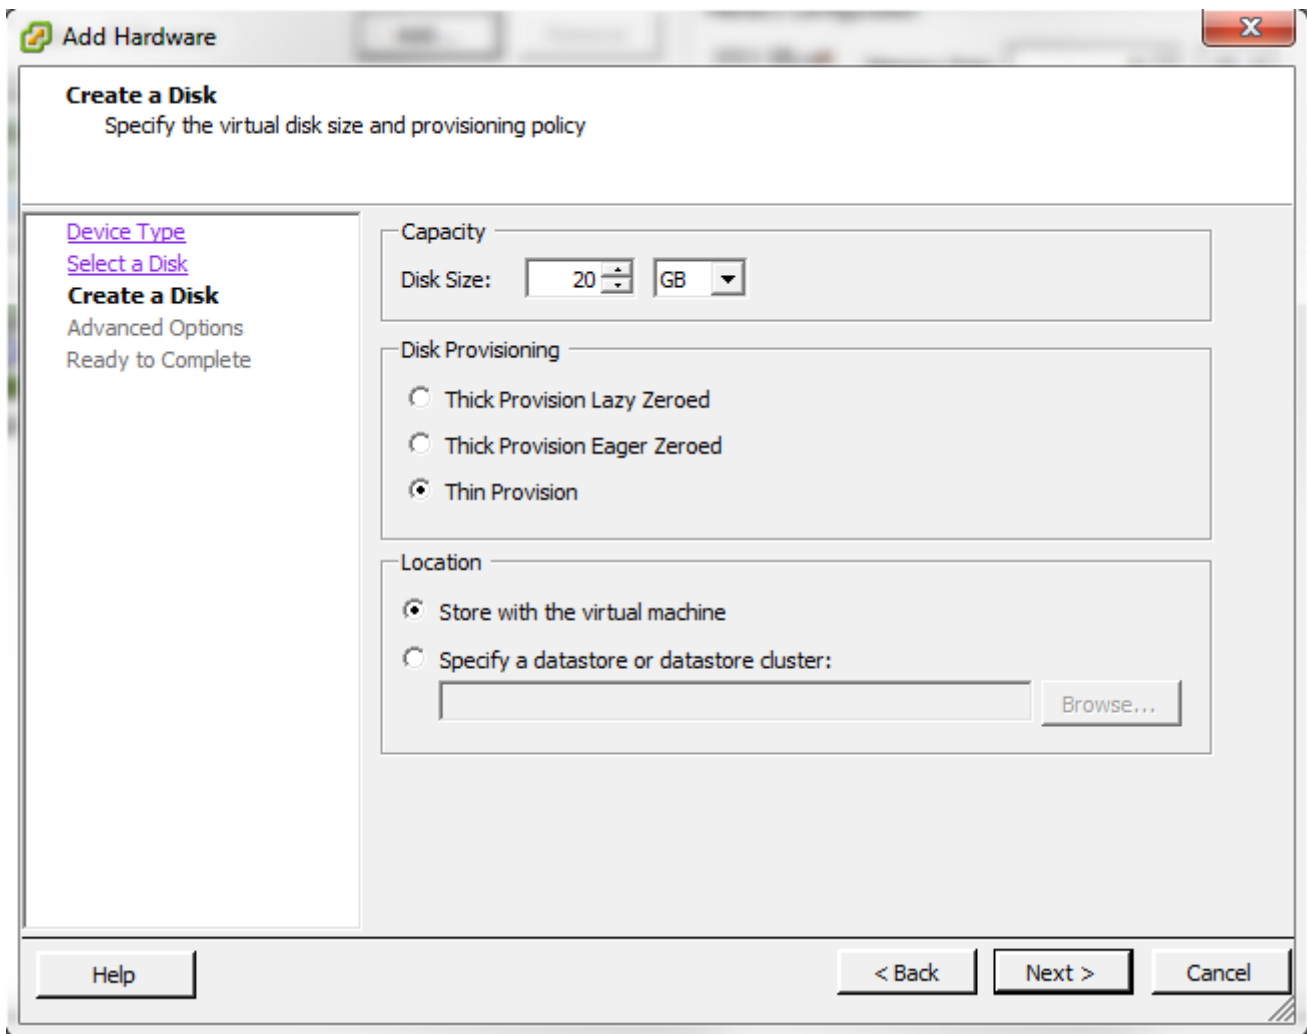 Add Hardware
Create a Disk
Specify the virtual disk size and provisioning policy
Device Type
Select a Disk
Create a Disk
Advanced Options
Ready to Complete
Capacity
Disk Size: 20 GB
Disk Provisioning
Thick Provision Lazy Zeroed
Thick Provision Eager Zeroed
Thin Provision
Location
Store with the virtual machine
Specify a datastore or datastore cluster:
Browse...
Help
< Back
Next >
Cancel